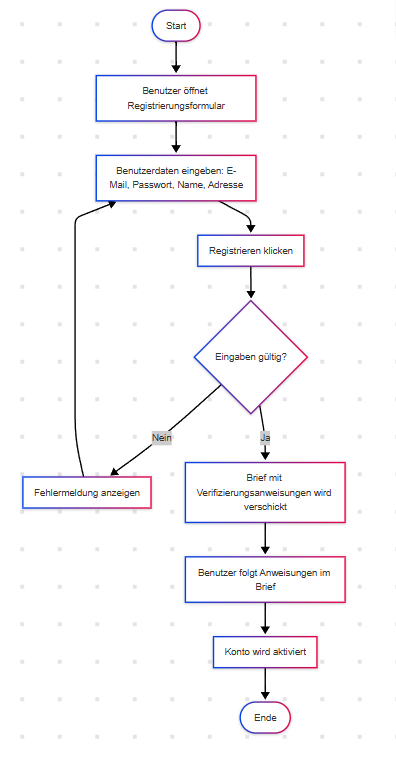 Start
Benutzer öffnet
Registrierungsformular
Benutzerdaten eingeben: E-
Mail, Passwort, Name, Adresse
Registrieren klicken
Eingaben gültig?
Nein
Ja
Fehlermeldung anzeigen
Brief mit
Verifizierungsanweisungen wird
verschickt
Benutzer folgt Anweisungen im
Brief
Konto wird aktiviert
Ende